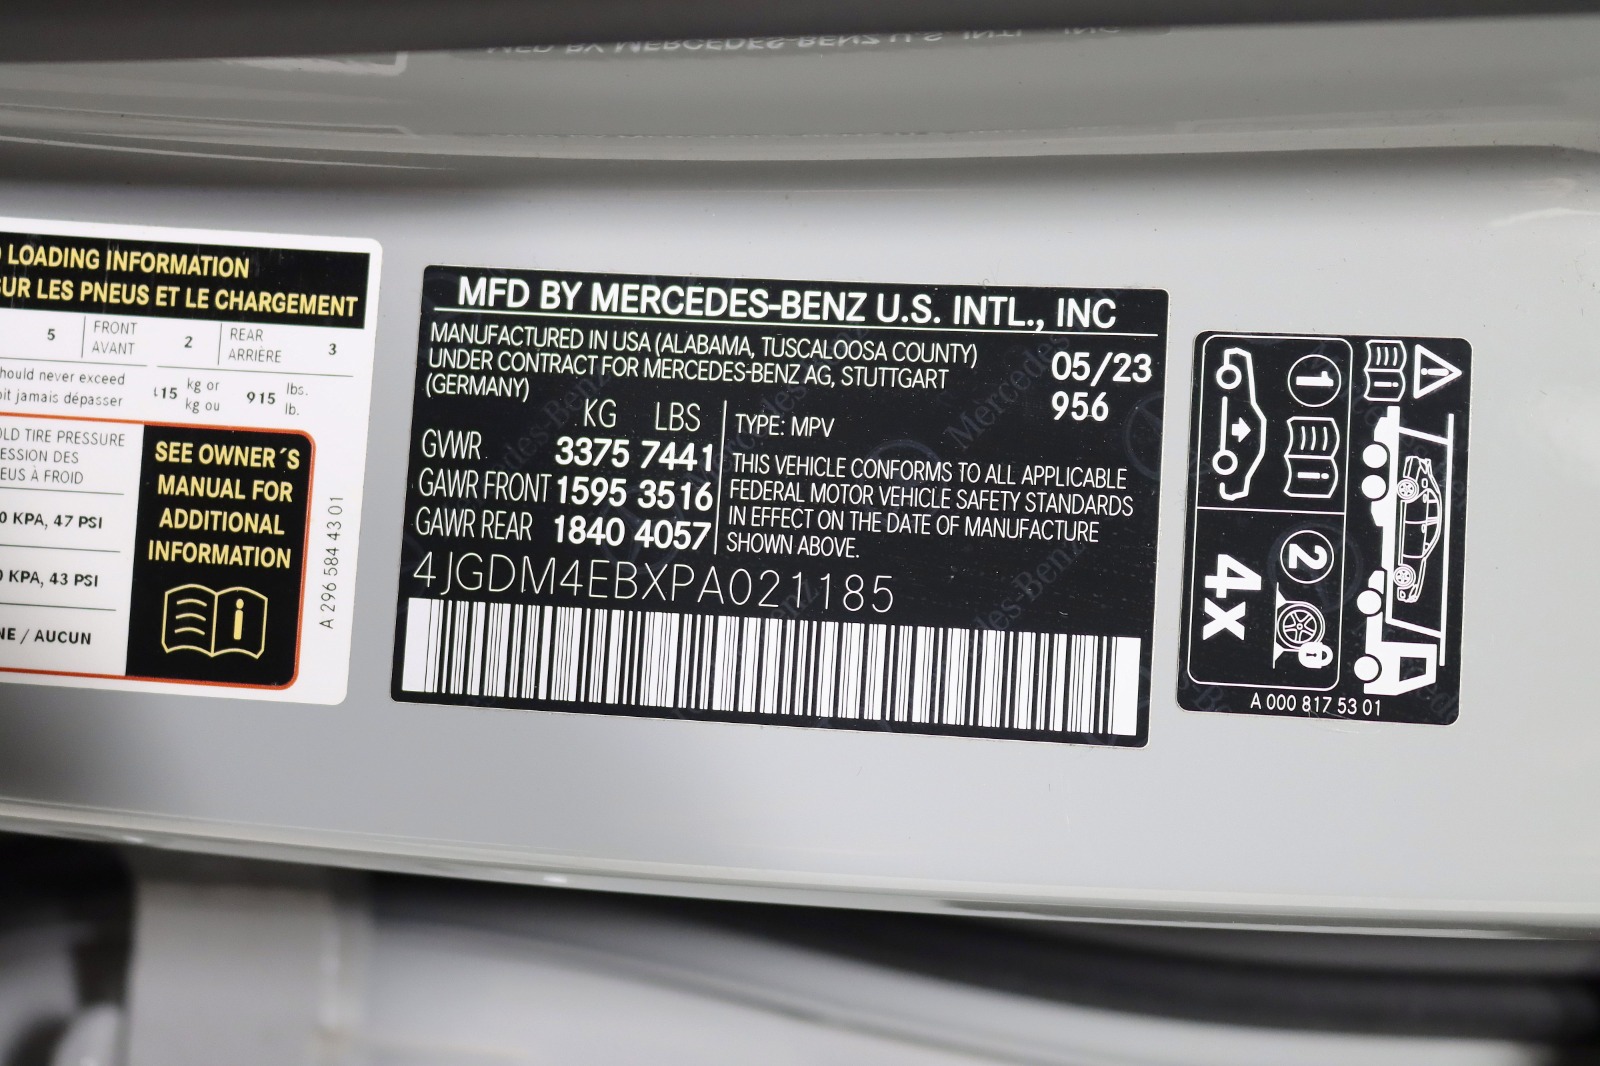 LOADING INFORMATION
UR LES PNEUS ET LE CHARGEMENT
5 FRONT AVANT 2 REAR ARRIÈRE 3
hould never exceed
it jamais dépasser
15 kg or
kg ou
915 lbs.
lb.
LD TIRE PRESSURE
ESSION DES
EUS À FROID
0 KPA, 47 PSI
0 KPA, 43 PSI
NE / AUCUN
SEE OWNER´S
MANUAL FOR
ADDITIONAL
INFORMATION
A 296 584 43 01
MFD BY MERCEDES-BENZ U.S. INTL., INC
MANUFACTURED IN USA (ALABAMA, TUSCALOOSA COUNTY)
UNDER CONTRACT FOR MERCEDES-BENZ AG, STUTTGART
(GERMANY)
05/23
956
KG LBS
GVWR 3375 7441
GAWR FRONT 1595 3516
GAWR REAR 1840 4057
TYPE: MPV
THIS VEHICLE CONFORMS TO ALL APPLICABLE
FEDERAL MOTOR VEHICLE SAFETY STANDARDS
IN EFFECT ON THE DATE OF MANUFACTURE
SHOWN ABOVE.
4JGDM4EBXPA021185
1
2
4x
A 000 817 53 01